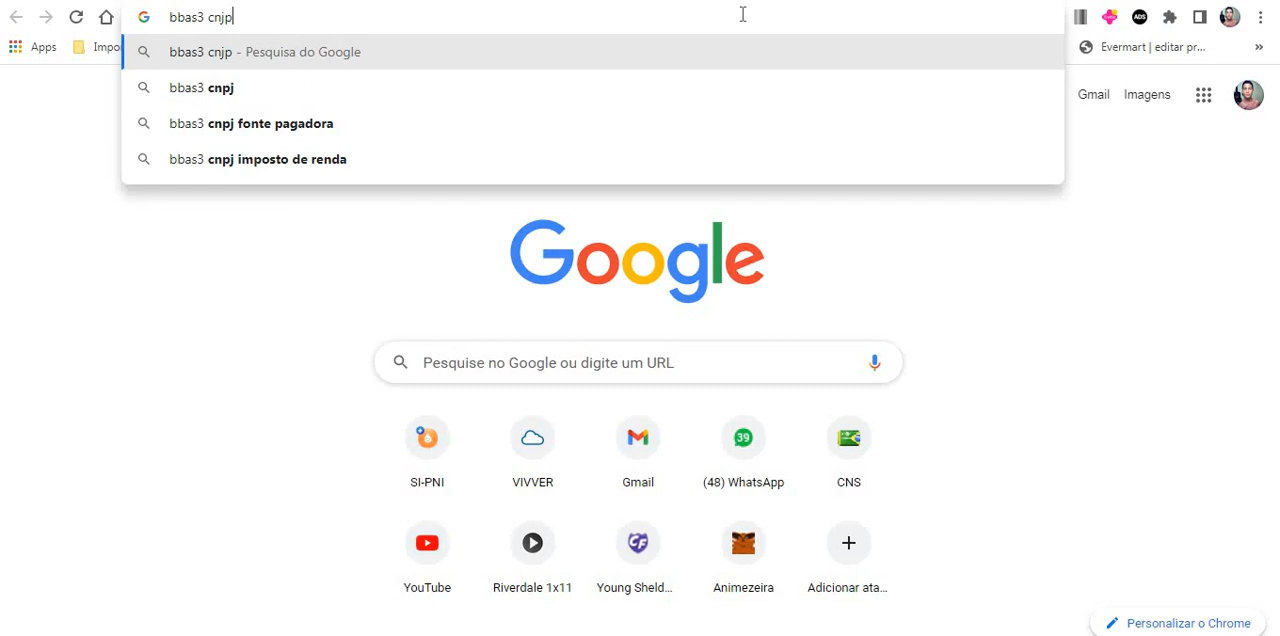 bbas3 cnjp
ADS
Apps
Impo
Evermart | editar pr...
»
bbas3 cnjp - Pesquisa do Google
bbas3 cnpj
bbas3 cnpj fonte pagadora
bbas3 cnpj imposto de renda
Gmail
Imagens
Google
Pesquise no Google ou digite um URL
39
SI-PNI
VIVVER
Gmail
(48) WhatsApp
CNS
CF
YouTube
Riverdale 1x11
Young Sheld...
Animezeira
Adicionar ata...
Personalizar o Chrome